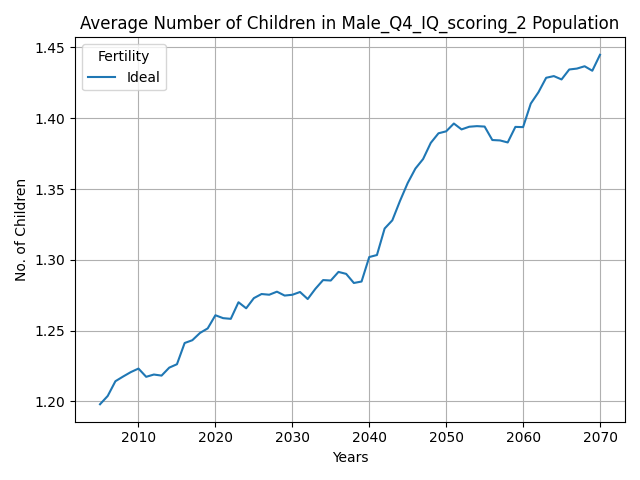 Average Number of Children in Male_Q4_IQ_scoring_2 Population
Fertility
Ideal
No. of Children
1.45
1.40
1.35
1.30
1.25
1.20
2010 2020 2030 2040 2050 2060 2070
Years